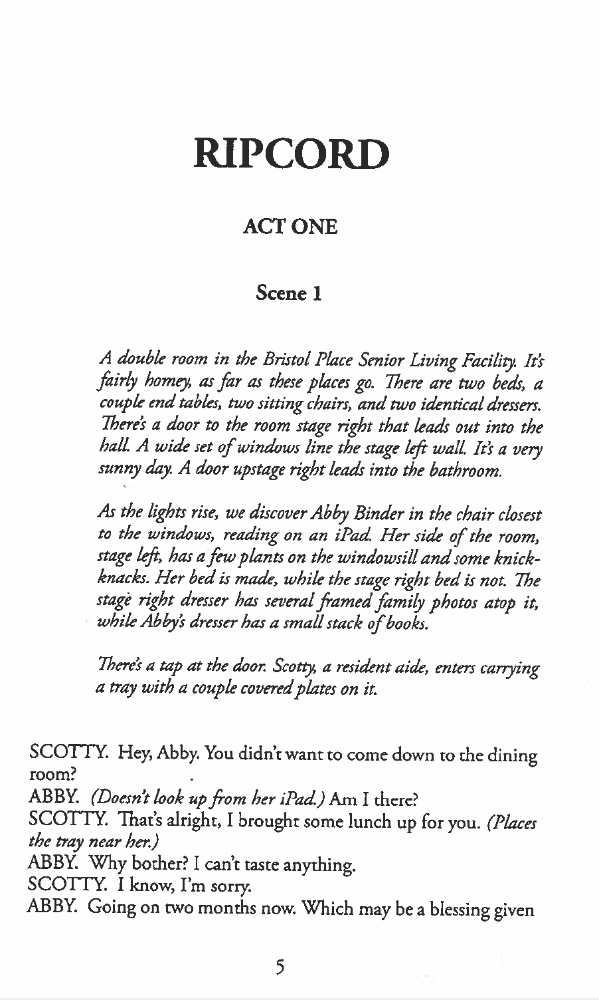 RIPCORD
ACT ONE
Scene 1
A double room in the Bristol Place Senior Living Facility. It's
fairly homey, as far as these places go. There are two beds, a
couple end tables, two sitting chairs, and two identical dressers.
There's a door to the room stage right that leads out into the
hall. A wide set of windows line the stage left wall. It's a very
sunny day. A door upstage right leads into the bathroom.
As the lights rise, we discover Abby Binder in the chair closest
to the windows, reading on an iPad. Her side of the room,
stage left, has a few plants on the windowsill and some knick-
knacks. Her bed is made, while the stage right bed is not. The
stage right dresser has several framed family photos atop it,
while Abby's dresser has a small stack of books.
There's a tap at the door. Scotty, a resident aide, enters carrying
a tray with a couple covered plates on it.
SCOTTY. Hey, Abby. You didn't want to come down to the dining
room?
ABBY. (Doesn't look up from her iPad.) Am I there?
SCOTTY. That's alright, I brought some lunch up for you. (Places
the tray near her.)
ABBY. Why bother? I can't taste anything.
SCOTTY. I know, I'm sorry.
ABBY. Going on two months now. Which may be a blessing given
5